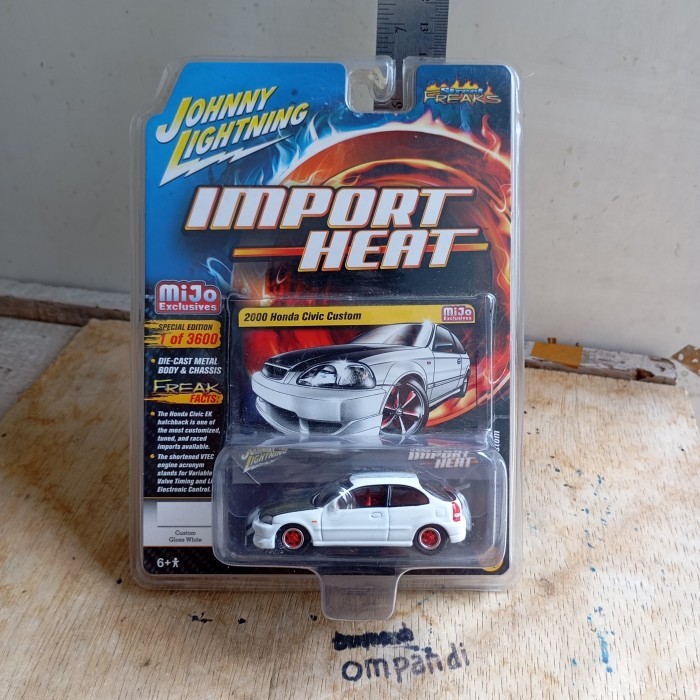 JOHNNY
LIGHTNING
Street
FREAKS
IMPORT
HEAT
MiJo
Exclusives
SPECIAL EDITION
1 of 3600
• DIE-CAST METAL
BODY & CHASSIS
FREAK
FACTS:
• The Honda Civic EK
hatchback is one of
the most customized,
tuned, and raced
imports available.
• The shortened VTEC
engine acronym
stands for Variable
Valve Timing and
Electronic Control.
Custom
Gloss White
6+
2000 Honda Civic Custom
MiJo
Exclusives
JOHNNY
LIGHTNING
IMPORT
HEAT
ompandi